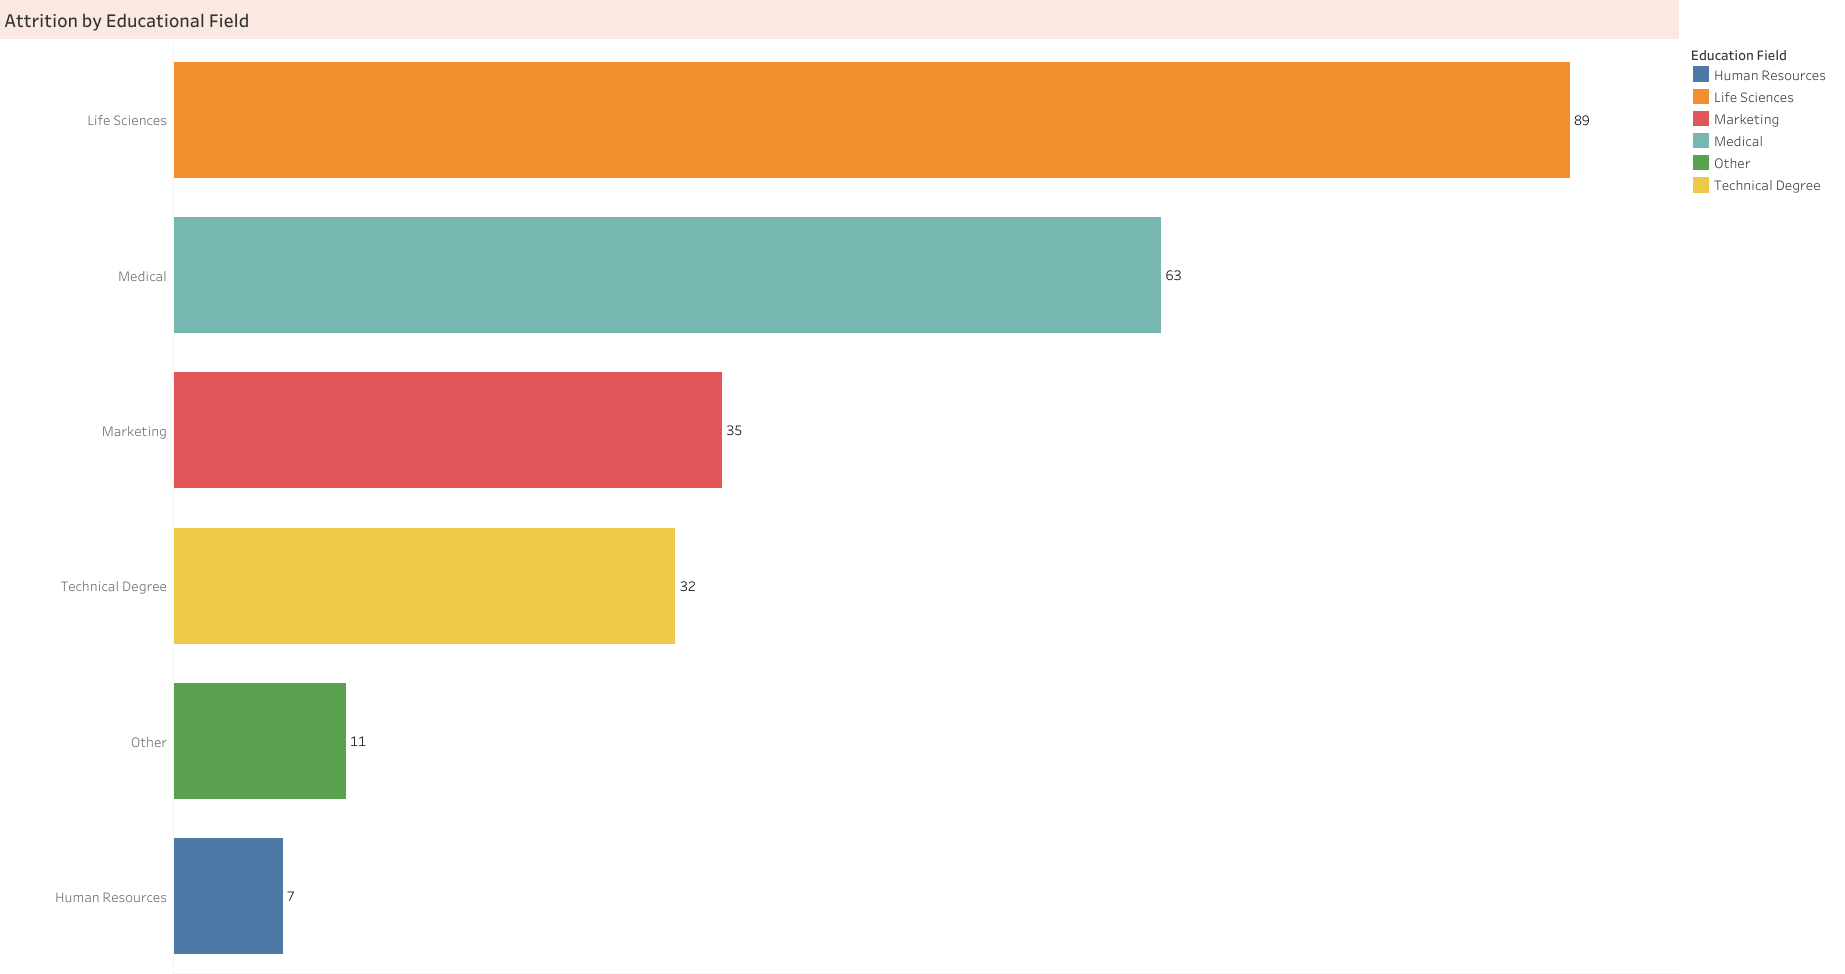 Attrition by Educational Field
Education Field
Human Resources
Life Sciences
Marketing
Medical
Other
Technical Degree
Life Sciences 89
Medical 63
Marketing 35
Technical Degree 32
Other 11
Human Resources 7